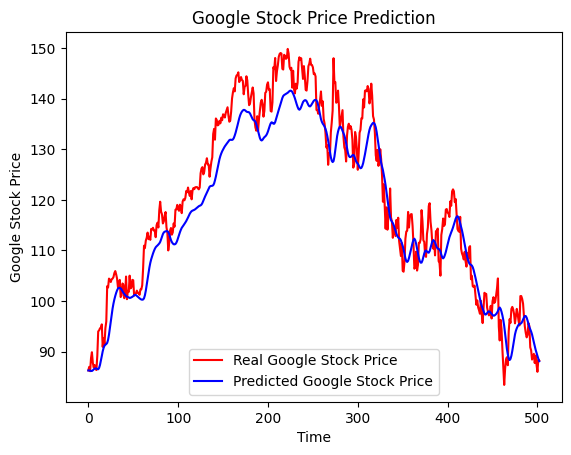 Google Stock Price Prediction
Google Stock Price
150
140
130
120
110
100
90
Real Google Stock Price
Predicted Google Stock Price
0 100 200 300 400 500
Time